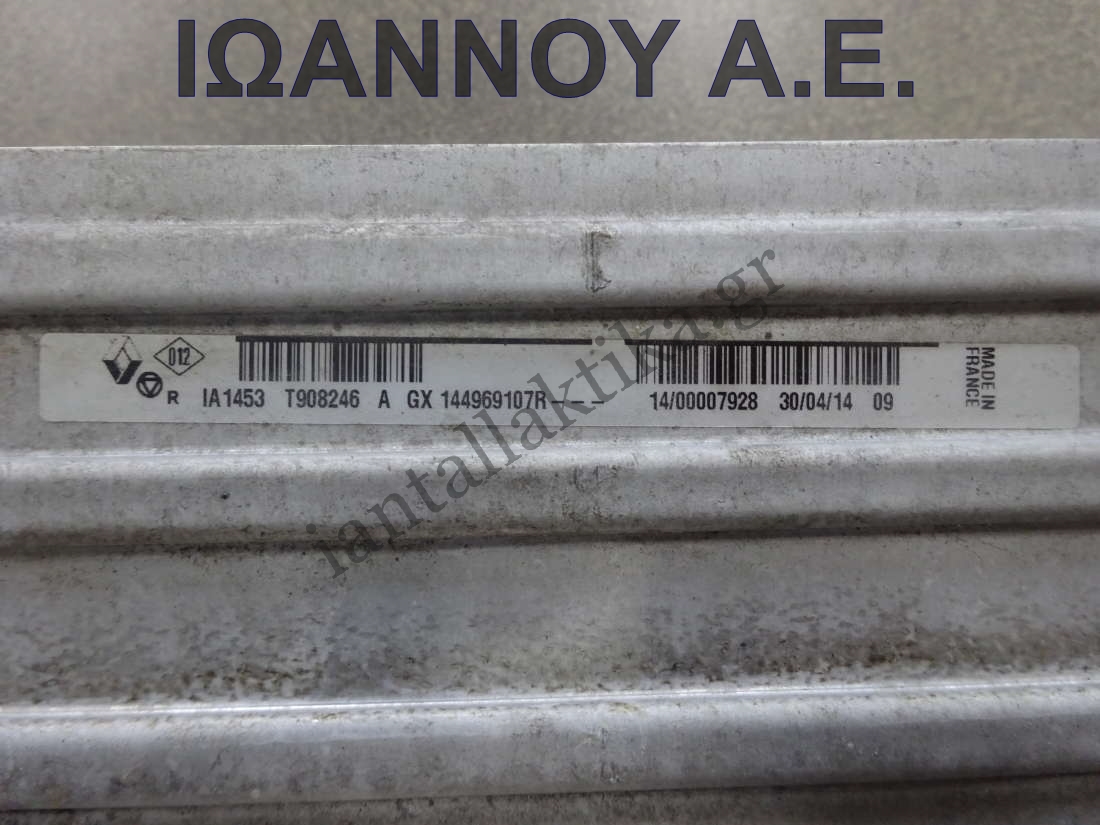 ΙΩΑΝΝΟΥ Α.Ε.
012
R IA1453 T908246 A GX 144969107R--- 14/00007928 30/04/14 09
MADE IN
FRANCE
iantallaktika.gr